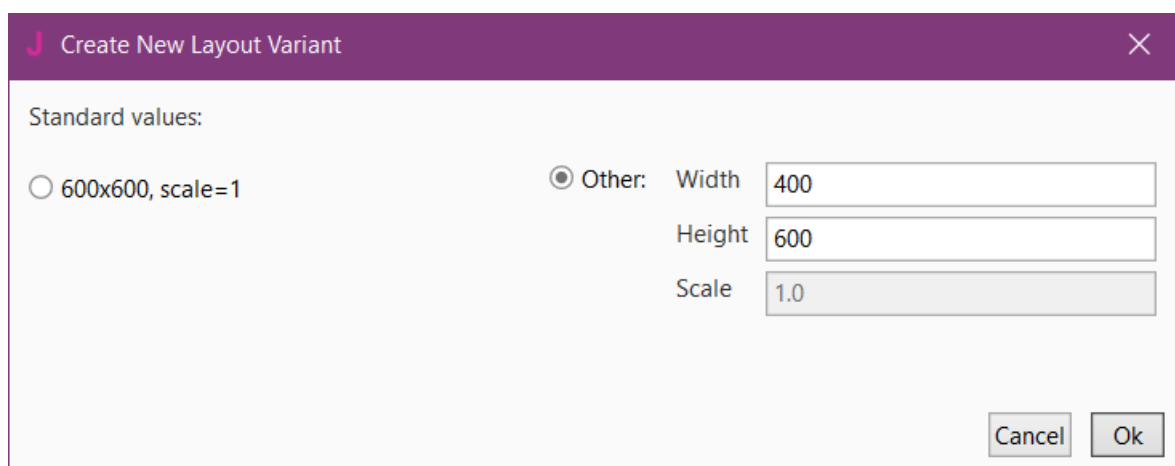 J Create New Layout Variant
Standard values:
600x600, scale=1
Other: Width 400
Height 600
Scale 1.0
Cancel Ok